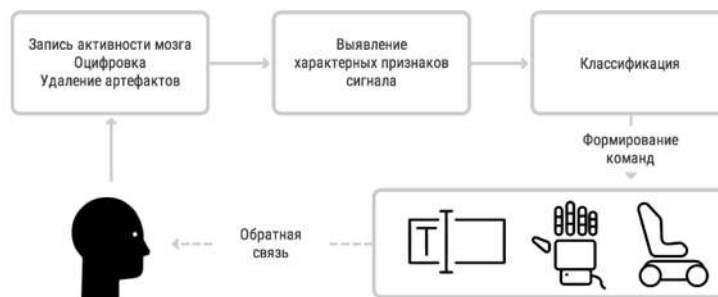 Запись активности мозга
Оцифровка
Удаление артефактов
Выявление
характерных признаков
сигнала
Классификация
Формирование
команд
Обратная
связь
T